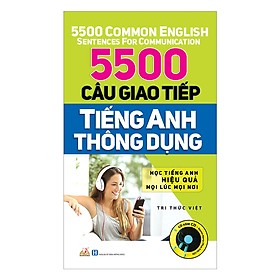 5500 COMMON ENGLISH
SENTENCES FOR COMMUNICATION
5500
CÂU GIAO TIẾP
TIẾNG ANH
THÔNG DỤNG
HỌC TIẾNG ANH
HIỆU QUẢ
MỌI LÚC MỌI NƠI
TRI THỨC VIỆT